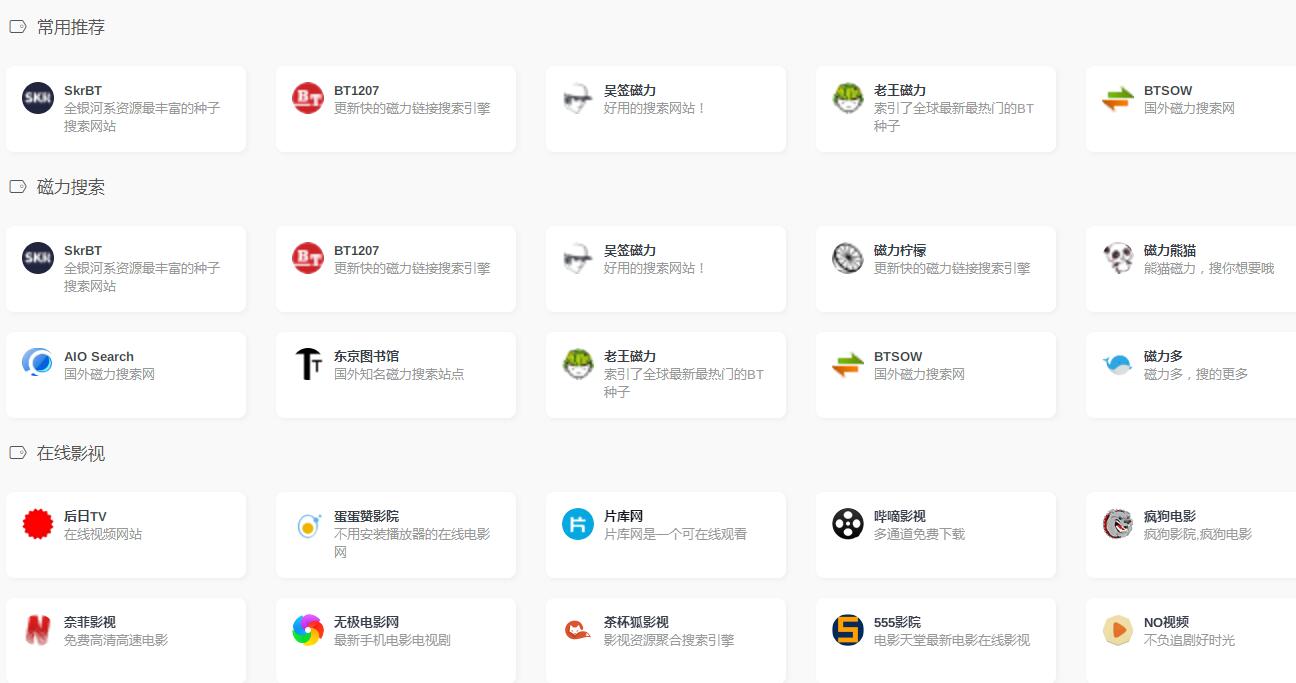 常用推荐
SkrBT
全银河系资源最丰富的种子
搜索网站
BT1207
更新快的磁力链接搜索引擎
吴签磁力
好用的搜索网站！
老王磁力
索引了全球最新最热门的BT
种子
BTSOW
国外磁力搜索网
磁力搜索
SkrBT
全银河系资源最丰富的种子
搜索网站
BT1207
更新快的磁力链接搜索引擎
吴签磁力
好用的搜索网站！
磁力柠檬
更新快的磁力链接搜索引擎
磁力熊猫
熊猫磁力，搜你想要哦
AIO Search
国外磁力搜索网
东京图书馆
国外知名磁力搜索站点
老王磁力
索引了全球最新最热门的BT
种子
BTSOW
国外磁力搜索网
磁力多
磁力多，搜的更多
在线影视
后日TV
在线视频网站
蛋蛋赞影院
不用安装播放器的在线电影
网
片库网
片库网是一个可在线观看
哔嘀影视
多通道免费下载
疯狗电影
疯狗影院,疯狗电影
奈菲影视
免费高清高速电影
无极电影网
最新手机电影电视剧
茶杯狐影视
影视资源聚合搜索引擎
555影院
电影天堂最新电影在线影视
NO视频
不负追剧好时光